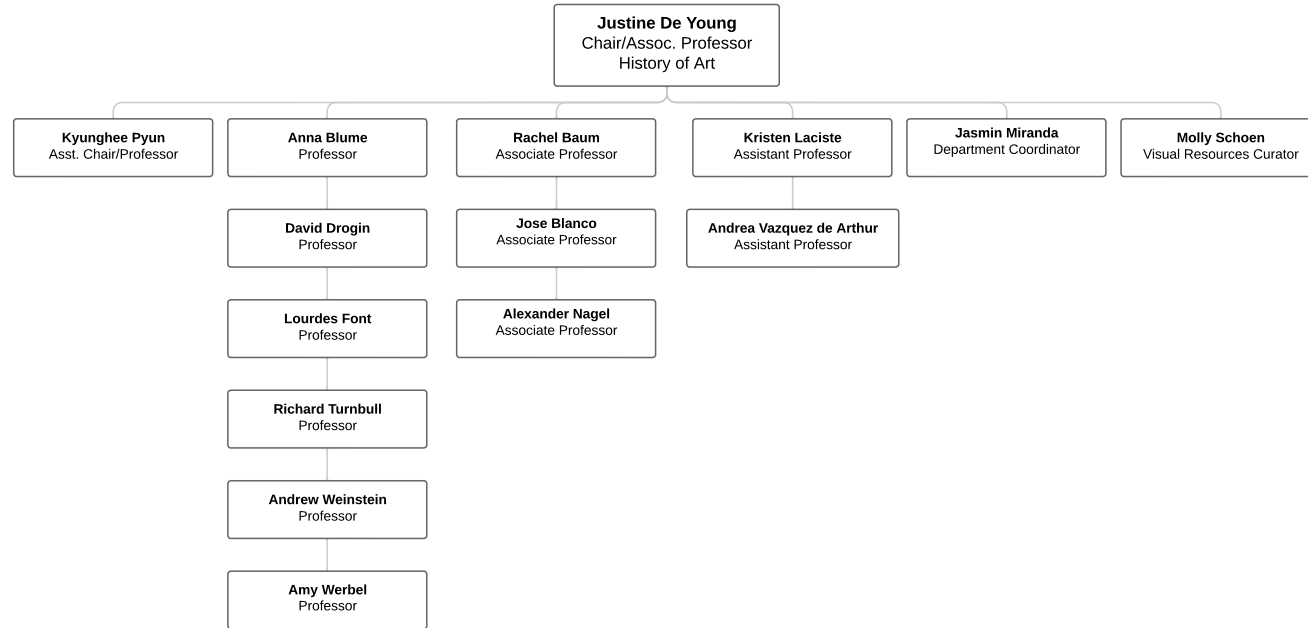 Justine De Young
Chair/Assoc. Professor
History of Art
Kyunghee Pyun
Asst. Chair/Professor
Anna Blume
Professor
Rachel Baum
Associate Professor
Kristen Laciste
Assistant Professor
Jasmin Miranda
Department Coordinator
Molly Schoen
Visual Resources Curator
David Drogin
Professor
Jose Blanco
Associate Professor
Andrea Vazquez de Arthur
Assistant Professor
Lourdes Font
Professor
Alexander Nagel
Associate Professor
Richard Turnbull
Professor
Andrew Weinstein
Professor
Amy Werbel
Professor